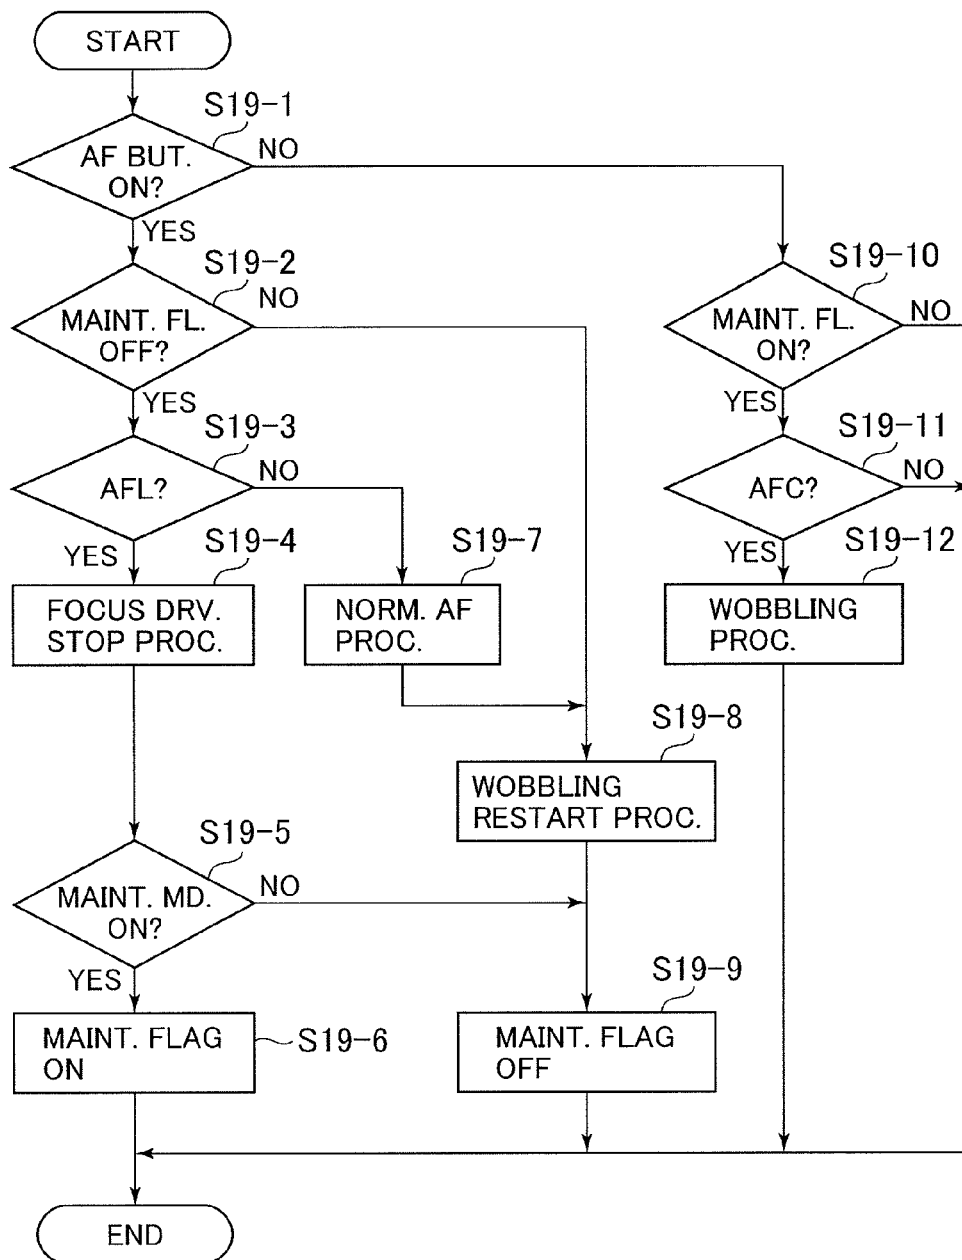 START
S19-1
AF BUT.
ON?
NO
YES
S19-2
MAINT. FL.
OFF?
NO
YES
S19-3
AFL?
NO
YES
S19-4
FOCUS DRV.
STOP PROC.
S19-7
NORM. AF
PROC.
S19-8
WOBBLING
RESTART PROC.
S19-5
MAINT. MD.
ON?
NO
YES
MAINT. FLAG
ON
S19-6
S19-9
MAINT. FLAG
OFF
S19-10
MAINT. FL.
ON?
NO
YES
S19-11
AFC?
NO
YES
S19-12
WOBBLING
PROC.
END